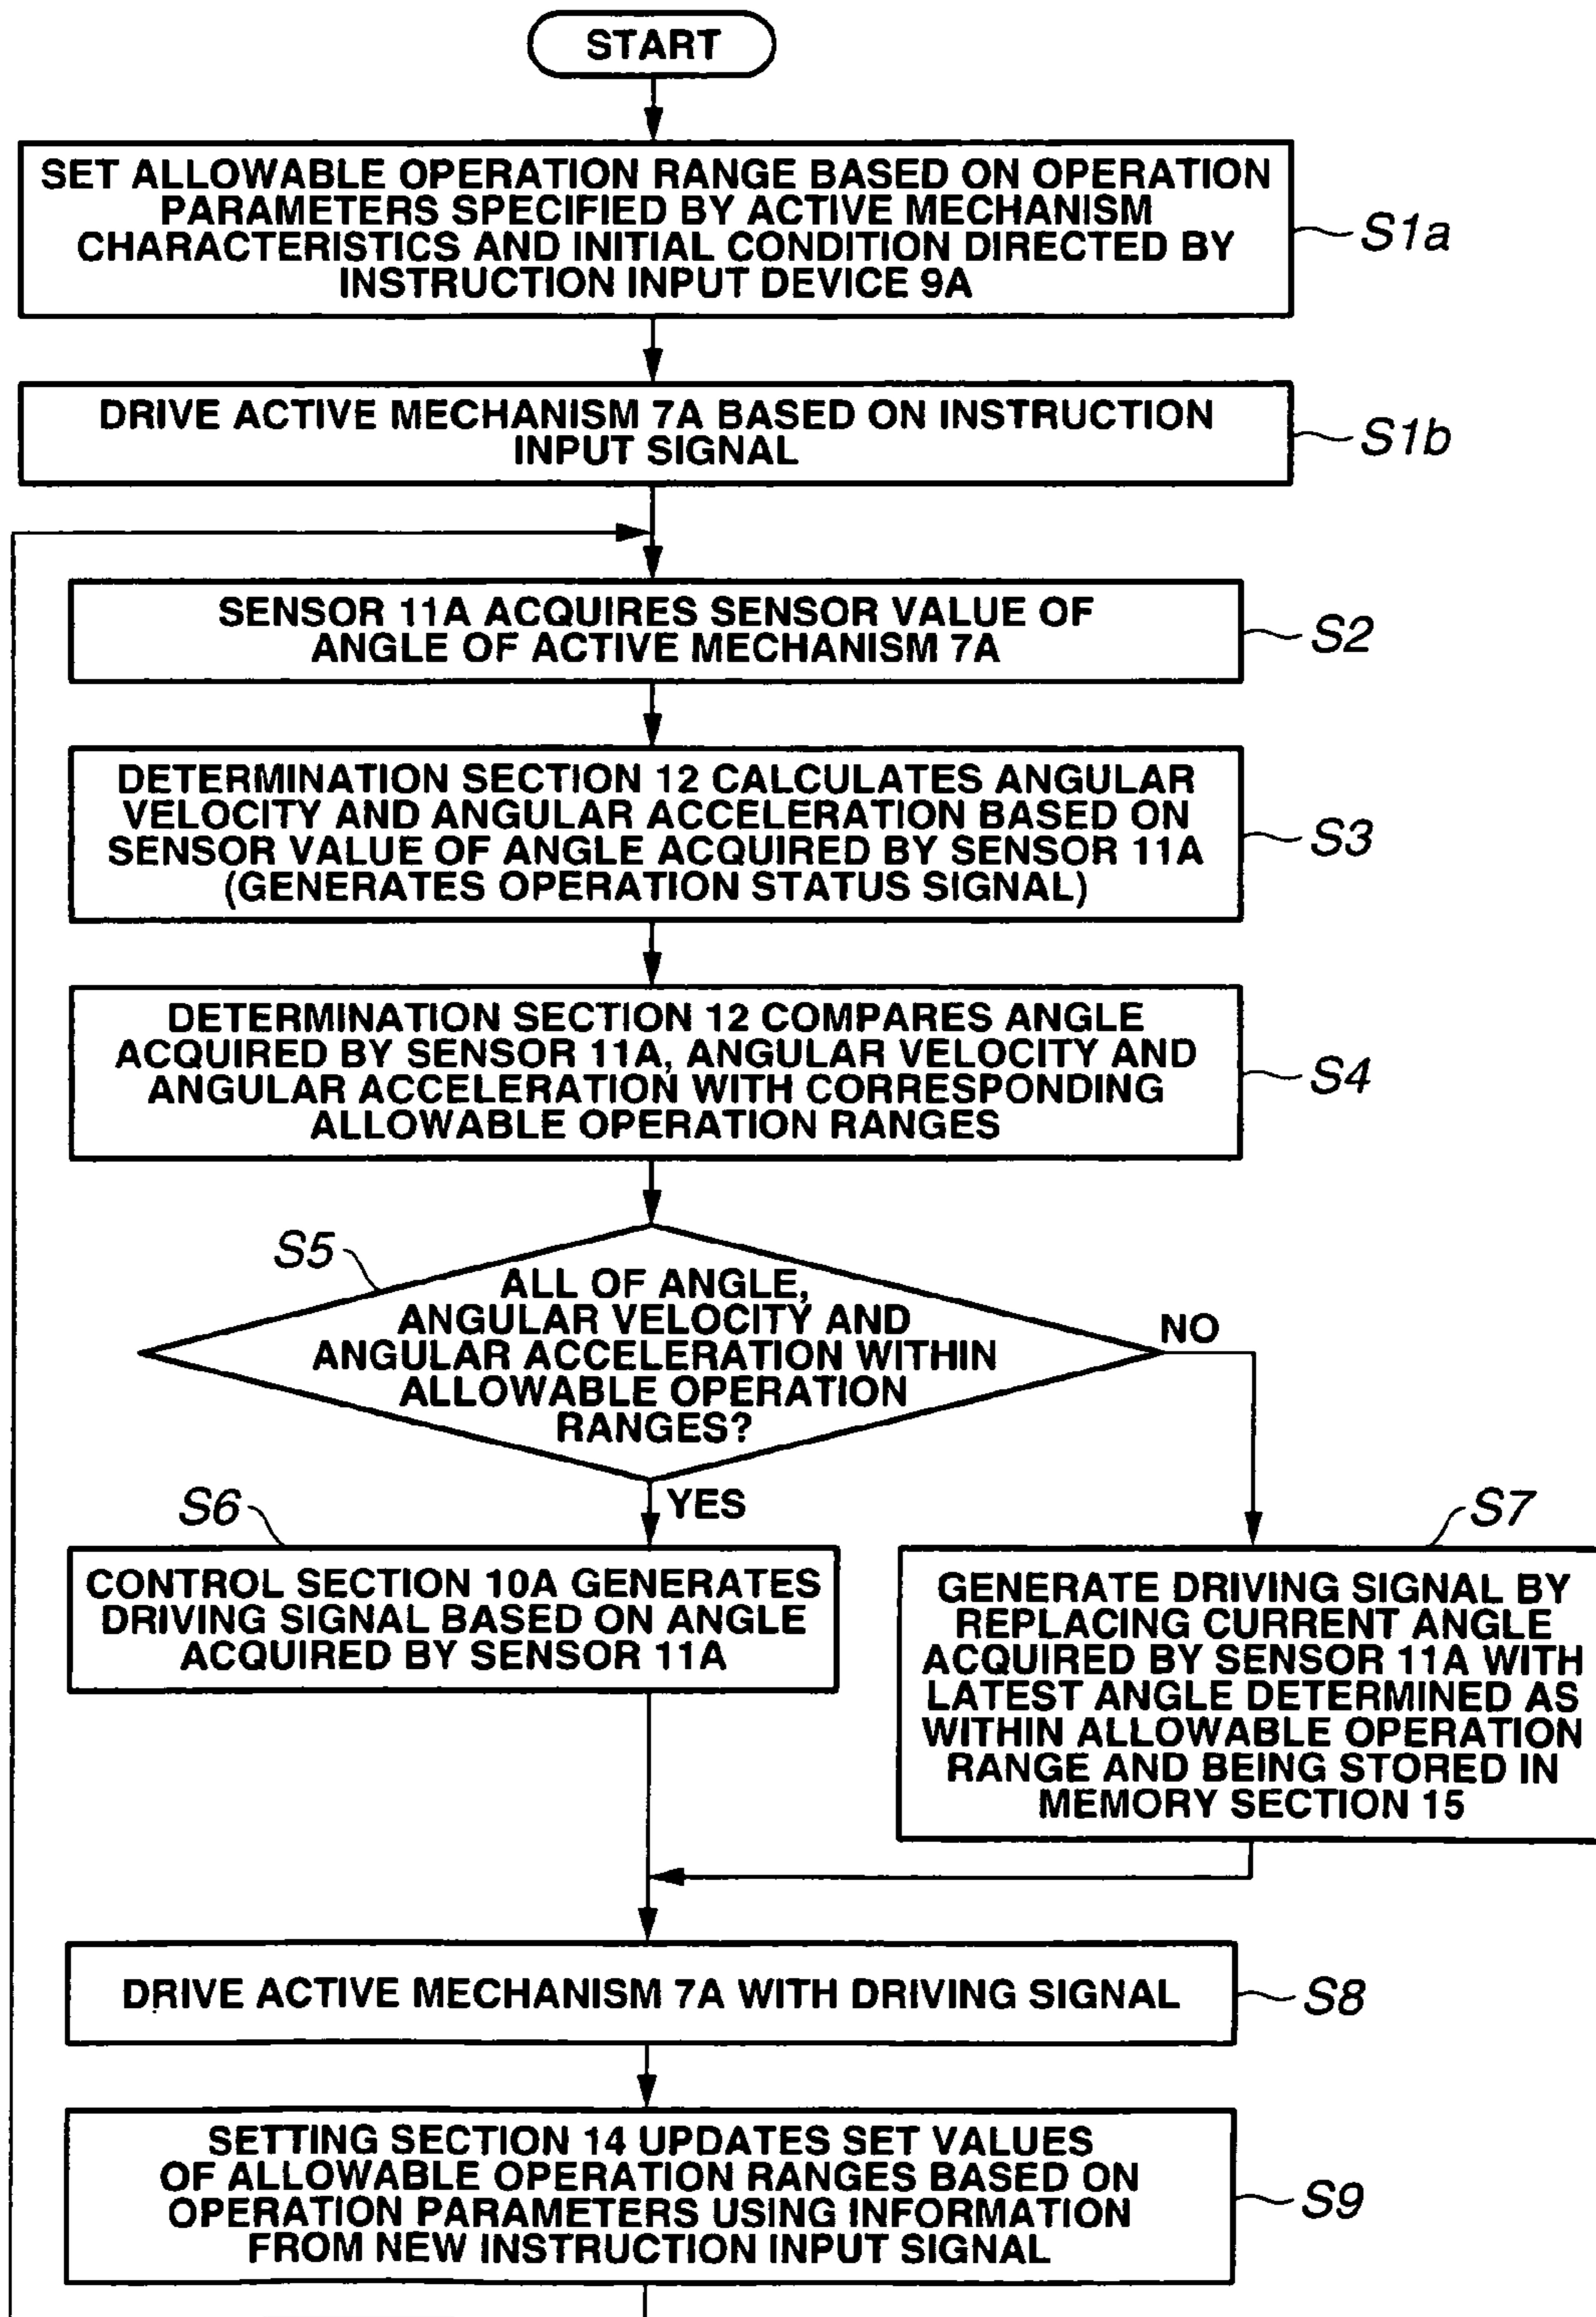 START
SET ALLOWABLE OPERATION RANGE BASED ON OPERATION
PARAMETERS SPECIFIED BY ACTIVE MECHANISM
CHARACTERISTICS AND INITIAL CONDITION DIRECTED BY
INSTRUCTION INPUT DEVICE 9A
S1a
DRIVE ACTIVE MECHANISM 7A BASED ON INSTRUCTION
INPUT SIGNAL
S1b
SENSOR 11A ACQUIRES SENSOR VALUE OF
ANGLE OF ACTIVE MECHANISM 7A
S2
DETERMINATION SECTION 12 CALCULATES ANGULAR
VELOCITY AND ANGULAR ACCELERATION BASED ON
SENSOR VALUE OF ANGLE ACQUIRED BY SENSOR 11A
(GENERATES OPERATION STATUS SIGNAL)
S3
DETERMINATION SECTION 12 COMPARES ANGLE
ACQUIRED BY SENSOR 11A, ANGULAR VELOCITY AND
ANGULAR ACCELERATION WITH CORRESPONDING
ALLOWABLE OPERATION RANGES
S4
S5
ALL OF ANGLE,
ANGULAR VELOCITY AND
ANGULAR ACCELERATION WITHIN
ALLOWABLE OPERATION
RANGES?
NO
YES
S6
CONTROL SECTION 10A GENERATES
DRIVING SIGNAL BASED ON ANGLE
ACQUIRED BY SENSOR 11A
S7
GENERATE DRIVING SIGNAL BY
REPLACING CURRENT ANGLE
ACQUIRED BY SENSOR 11A WITH
LATEST ANGLE DETERMINED AS
WITHIN ALLOWABLE OPERATION
RANGE AND BEING STORED IN
MEMORY SECTION 15
DRIVE ACTIVE MECHANISM 7A WITH DRIVING SIGNAL
S8
SETTING SECTION 14 UPDATES SET VALUES
OF ALLOWABLE OPERATION RANGES BASED ON
OPERATION PARAMETERS USING INFORMATION
FROM NEW INSTRUCTION INPUT SIGNAL
S9